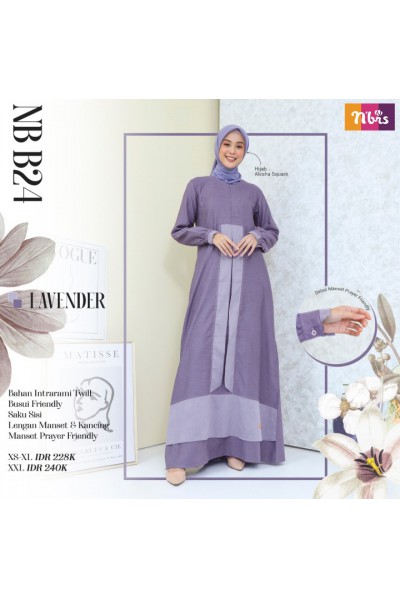 Nbrs
NB B24
Hijab :
Alesha Square
VOGUE
LAVENDER
Detail Manset Prayer Friendly
MATISSE
Bahan Intrarami Twill
Busui Friendly
Saku Sisi
Lengan Manset & Kancing
Manset Prayer Friendly
XS-XL IDR 228K
XXL IDR 240K